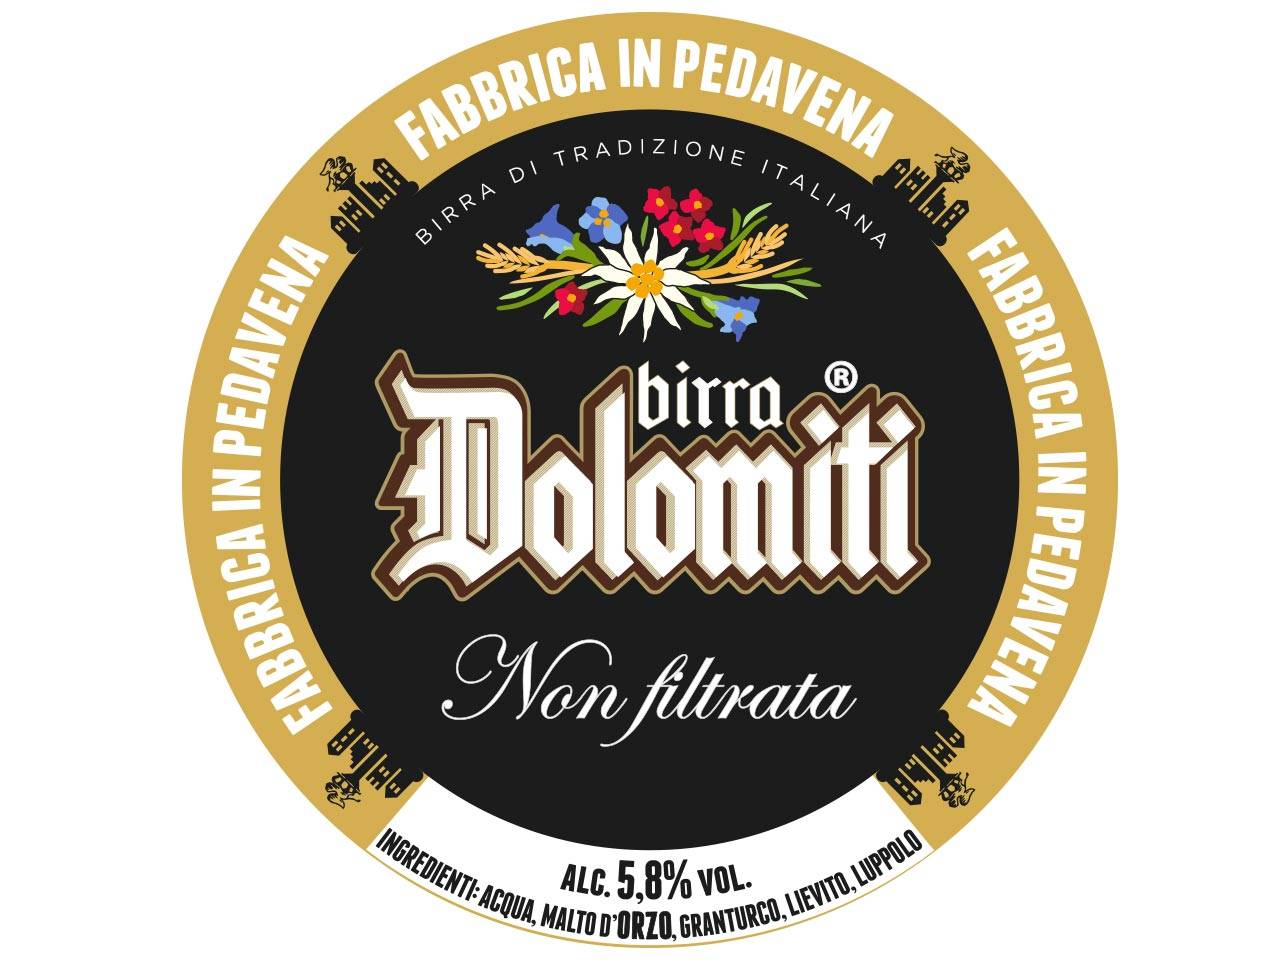 FABBRICA IN PEDAVENA
BIRRA DI TRADIZIONE ITALIANA
FABBRICA IN PEDAVENA
FABBRICA IN PEDAVENA
birra ®
Dolomiti
Non filtrata
ALC. 5,8% VOL.
INGREDIENTI: ACQUA, MALTO D'ORZO, GRANTURCO, LIEVITO, LUPPOLO